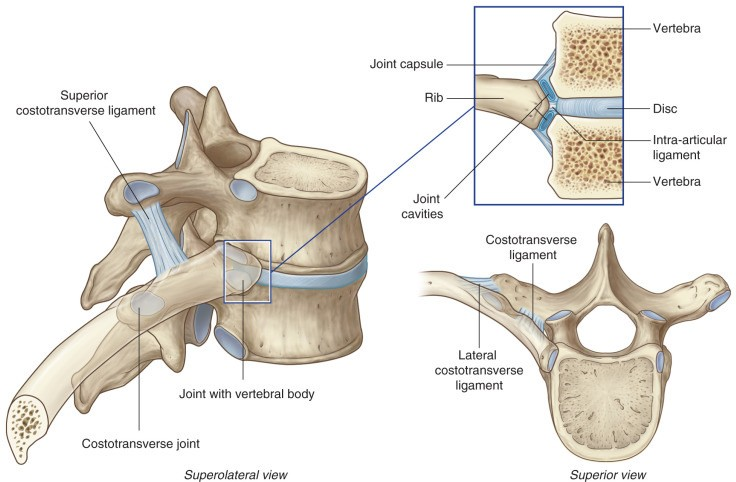 Superior
costotransverse ligament
Joint with vertebral body
Costotransverse joint
Superolateral view
Joint capsule
Rib
Joint
cavities
Vertebra
Disc
Intra-articular
ligament
Vertebra
Costotransverse
ligament
Lateral
costotransverse
ligament
Superior view